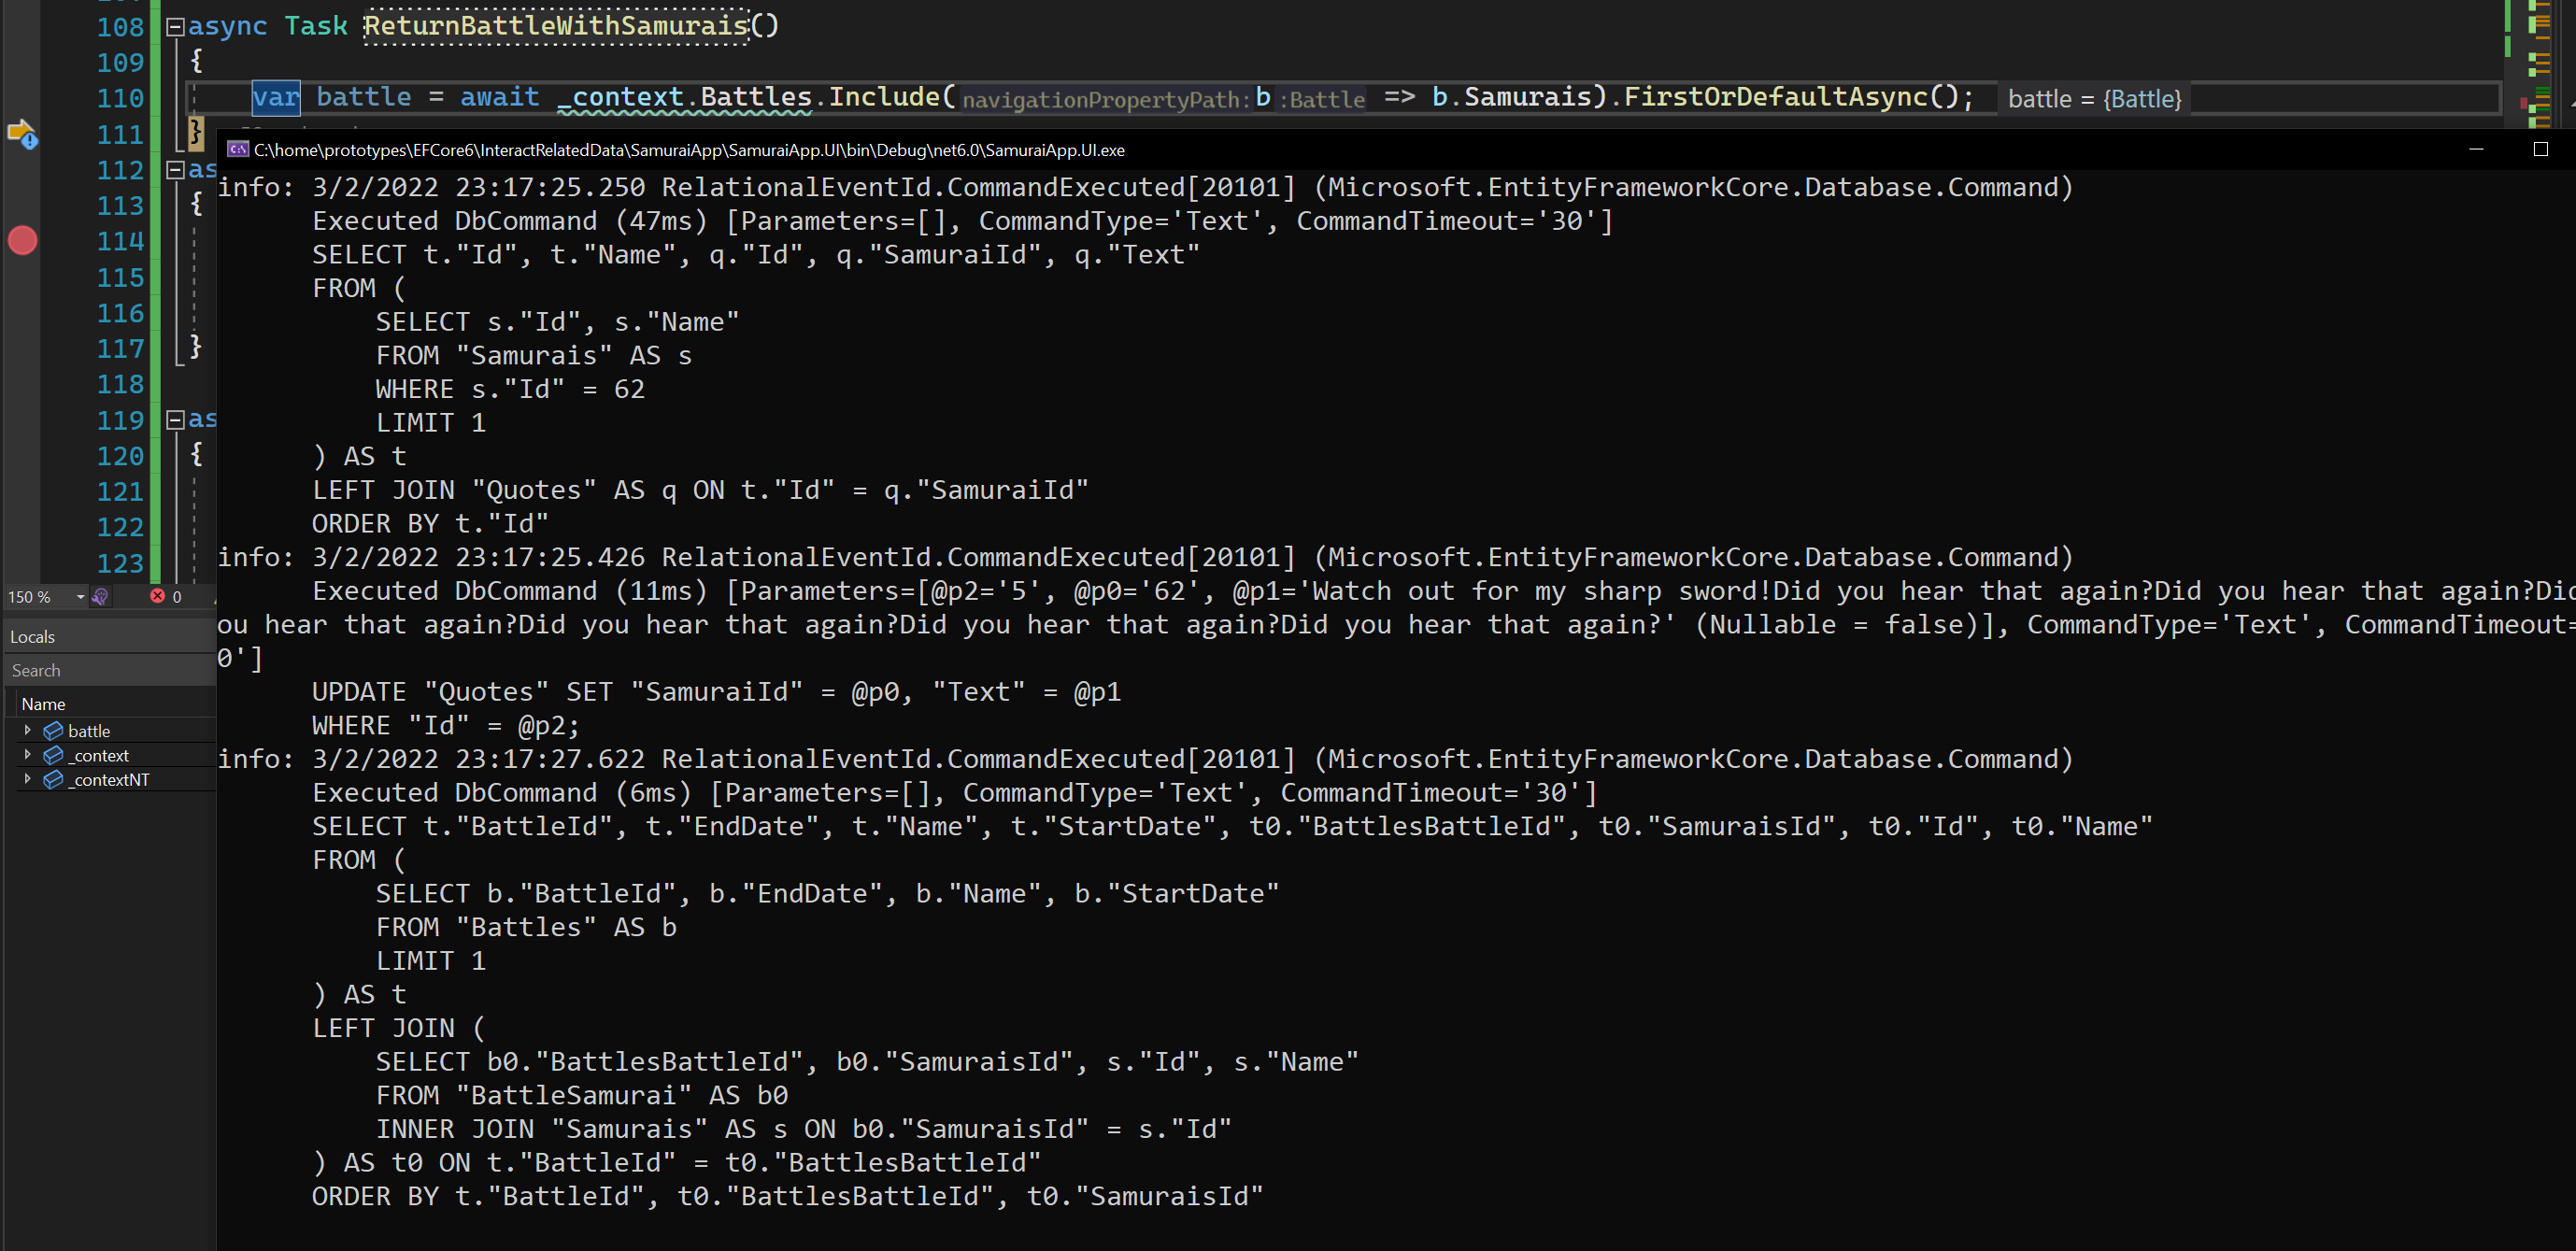 108 async Task ReturnBattleWithSamurais()
109 {
110 var battle = await _context.Battles.Include(navigationPropertyPath: b :Battle => b.Samurais).FirstOrDefaultAsync(); battle = {Battle}
111 }
C:\home\prototypes\EFCore6\InteractRelatedData\SamuraiApp\SamuraiApp.UI\bin\Debug\net6.0\SamuraiApp.UI.exe
112 as
113 {
114
115
116
117 }
118
119 as
120 {
121
122
123
150 % 0
Locals
Search
Name
battle
_context
_contextNT
info: 3/2/2022 23:17:25.250 RelationalEventId.CommandExecuted[20101] (Microsoft.EntityFrameworkCore.Database.Command)
Executed DbCommand (47ms) [Parameters=[], CommandType='Text', CommandTimeout='30']
SELECT t."Id", t."Name", q."Id", q."SamuraiId", q."Text"
FROM (
SELECT s."Id", s."Name"
FROM "Samurais" AS s
WHERE s."Id" = 62
LIMIT 1
) AS t
LEFT JOIN "Quotes" AS q ON t."Id" = q."SamuraiId"
ORDER BY t."Id"
info: 3/2/2022 23:17:25.426 RelationalEventId.CommandExecuted[20101] (Microsoft.EntityFrameworkCore.Database.Command)
Executed DbCommand (11ms) [Parameters=[@p2='5', @p0='62', @p1='Watch out for my sharp sword!Did you hear that again?Did you hear that again?Did
ou hear that again?Did you hear that again?Did you hear that again?Did you hear that again?' (Nullable = false)], CommandType='Text', CommandTimeout=
0']
UPDATE "Quotes" SET "SamuraiId" = @p0, "Text" = @p1
WHERE "Id" = @p2;
info: 3/2/2022 23:17:27.622 RelationalEventId.CommandExecuted[20101] (Microsoft.EntityFrameworkCore.Database.Command)
Executed DbCommand (6ms) [Parameters=[], CommandType='Text', CommandTimeout='30']
SELECT t."BattleId", t."EndDate", t."Name", t."StartDate", t0."BattlesBattleId", t0."SamuraisId", t0."Id", t0."Name"
FROM (
SELECT b."BattleId", b."EndDate", b."Name", b."StartDate"
FROM "Battles" AS b
LIMIT 1
) AS t
LEFT JOIN (
SELECT b0."BattlesBattleId", b0."SamuraisId", s."Id", s."Name"
FROM "BattleSamurai" AS b0
INNER JOIN "Samurais" AS s ON b0."SamuraisId" = s."Id"
) AS t0 ON t."BattleId" = t0."BattlesBattleId"
ORDER BY t."BattleId", t0."BattlesBattleId", t0."SamuraisId"